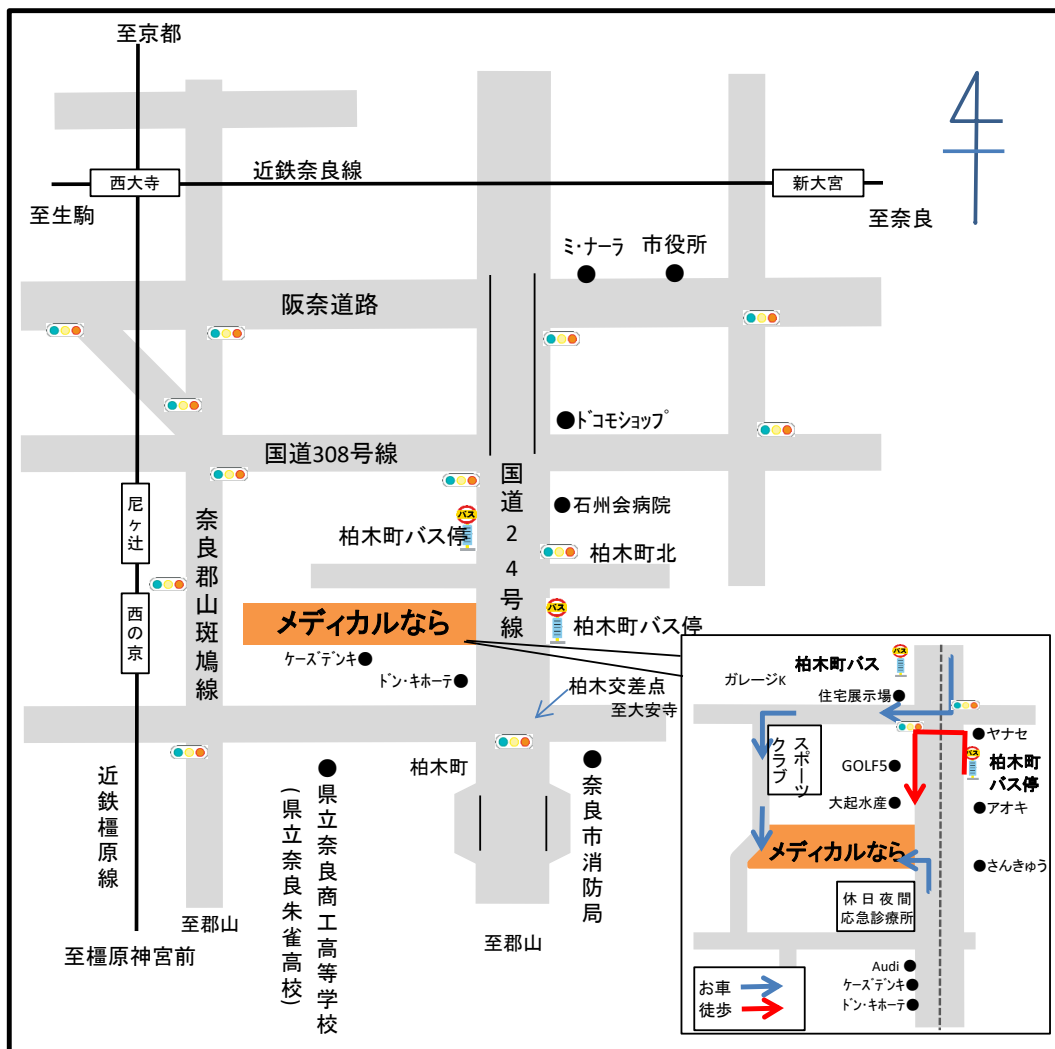 至京都
近鉄奈良線
西大寺
新大宮
至生駒
至奈良
ミ・ナーラ
市役所
阪奈道路
ドコモショップ
国道308号線
尼ヶ辻
西の京
奈良郡山斑鳩線
国道24号線
石州会病院
柏木町バス停
バス
柏木町北
メディカルなら
バス
柏木町バス停
ケーズデンキ
ドン・キホーテ
柏木交差点
至大安寺
柏木町
近鉄橿原線
県立奈良商工高等学校
(県立奈良朱雀高校)
奈良市消防局
至郡山
至郡山
至橿原神宮前
柏木町バス
バス
ガレージK
住宅展示場
スポーツ
クラブ
ヤナセ
バス
柏木町
バス停
GOLF5
大起水産
アオキ
メディカルなら
さんきゅう
休日夜間
応急診療所
Audi
ケーズデンキ
ドン・キホーテ
お車
徒歩